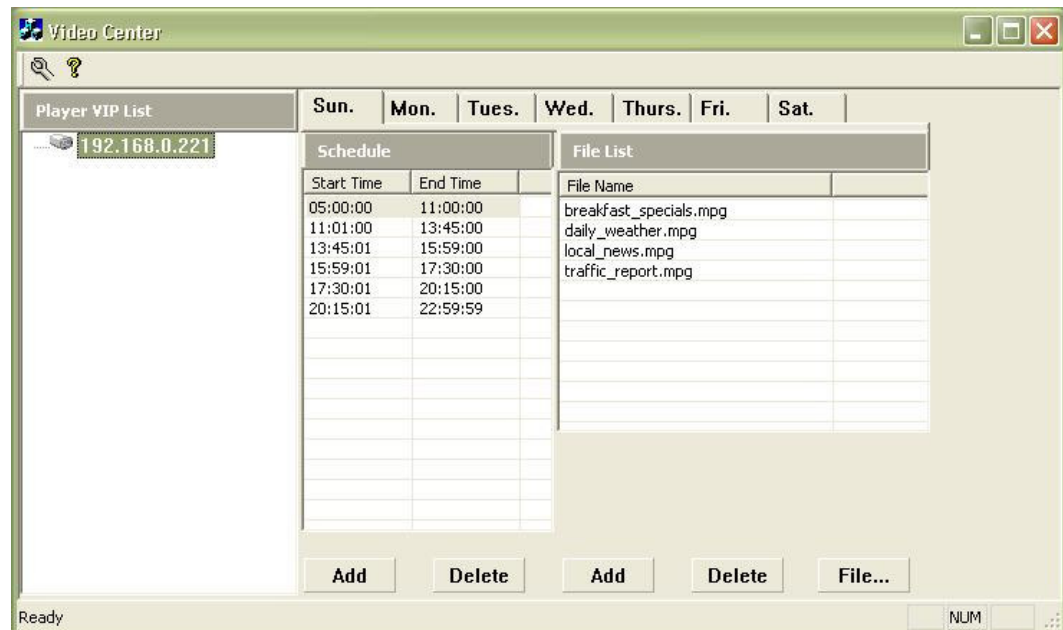 Video Center
Player VIP List
192.168.0.221
Sun. Mon. Tues. Wed. Thurs. Fri. Sat.
Schedule
Start Time End Time
05:00:00 11:00:00
11:01:00 13:45:00
13:45:01 15:59:00
15:59:01 17:30:00
17:30:01 20:15:00
20:15:01 22:59:59
File List
File Name
breakfast_specials.mpg
daily_weather.mpg
local_news.mpg
traffic_report.mpg
Add Delete Add Delete File...
Ready NUM